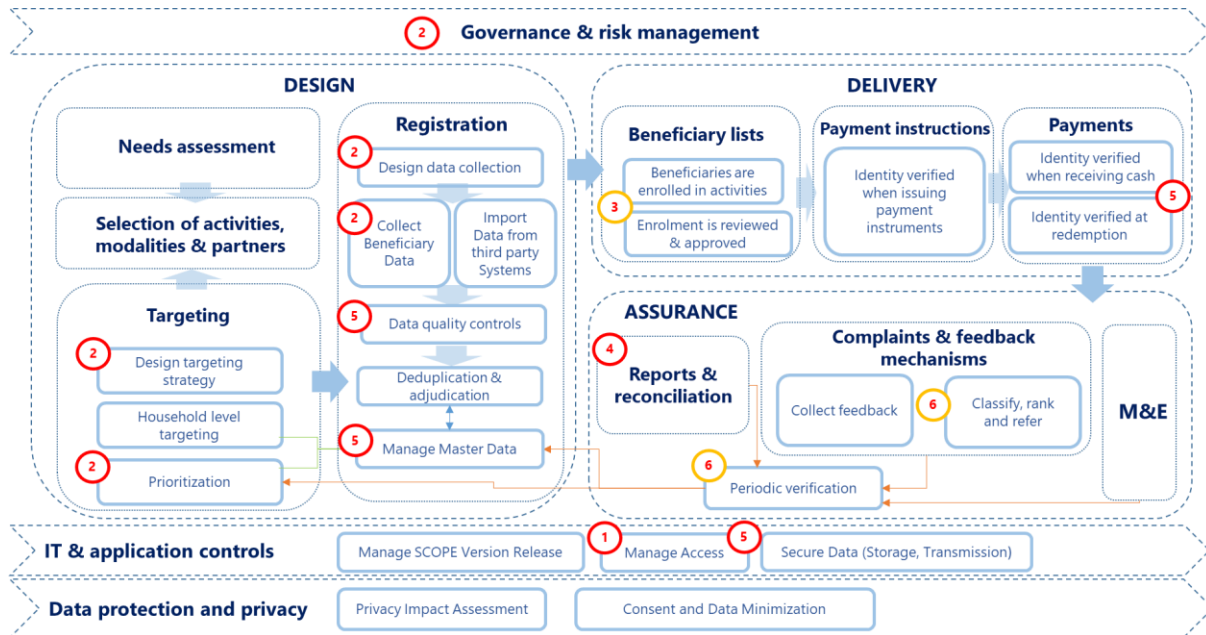 2
Governance & risk management
DESIGN
Needs assessment
Selection of activities,
modalities & partners
Targeting
2
Design targeting
strategy
Household level
targeting
2
Prioritization
Registration
2
Design data collection
2
Collect
Beneficiary
Data
Import
Data from
third party
Systems
5
Data quality controls
Deduplication &
adjudication
5
Manage Master Data
DELIVERY
Beneficiary lists
Beneficiaries are
enrolled in activities
3
Enrolment is reviewed
& approved
Payment instructions
Identity verified
when issuing
payment
instruments
Payments
Identity verified
when receiving cash
5
Identity verified at
redemption
ASSURANCE
4
Reports &
reconciliation
Complaints & feedback
mechanisms
Collect feedback
6
Classify, rank
and refer
M&E
6
Periodic verification
IT & application controls
Manage SCOPE Version Release
1
Manage Access
5
Secure Data (Storage, Transmission)
Data protection and privacy
Privacy Impact Assessment
Consent and Data Minimization